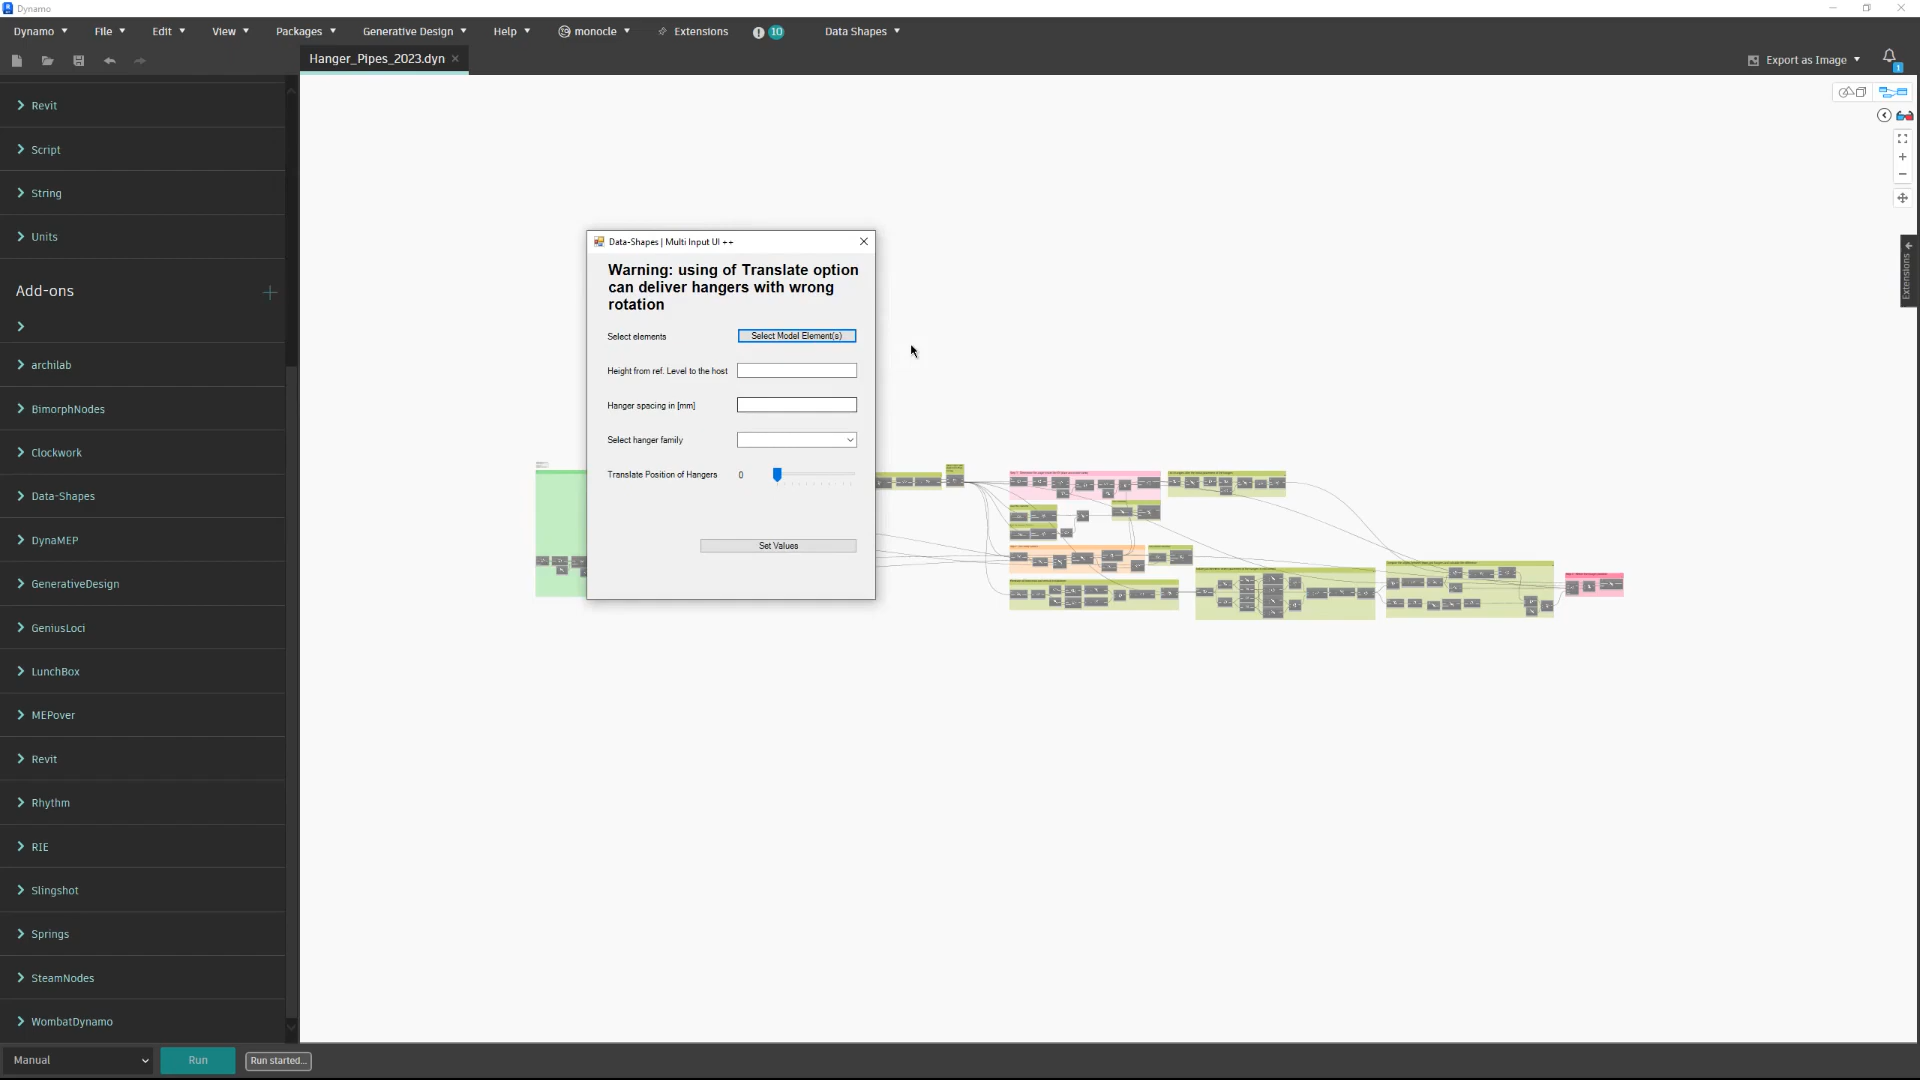 Dynamo
Dynamo File Edit View Packages Generative Design Help monocle Extensions 10 Data Shapes
Hanger_Pipes_2023.dyn
Export as Image
1
Revit
Script
String
Units
Add-ons
archilab
BimorphNodes
Clockwork
Data-Shapes
DynaMEP
GenerativeDesign
GeniusLoci
LunchBox
MEPover
Revit
Rhythm
RIE
Slingshot
Springs
SteamNodes
WombatDynamo
Data-Shapes | Multi Input UI ++
Warning: using of Translate option
can deliver hangers with wrong
rotation
Select elements
Select Model Element(s)
Height from ref. Level to the host
Hanger spacing in [mm]
Select hanger family
Translate Position of Hangers 0
Set Values
Extensions
Manual
Run
Run started...